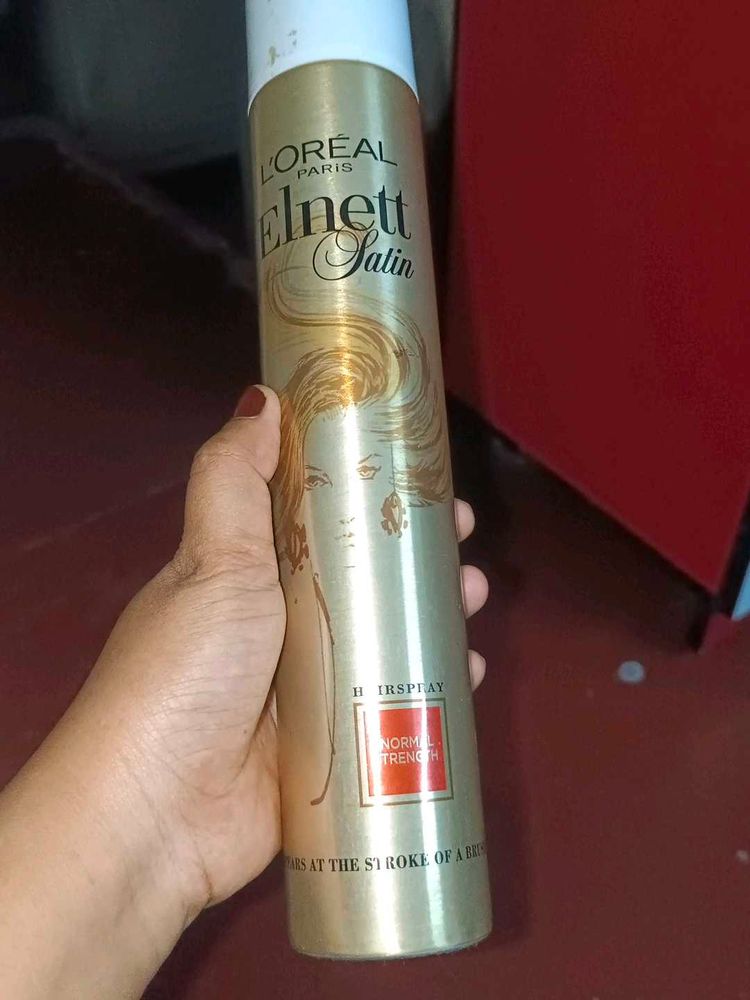 L'ORÉAL
PARIS
Elnett
Satin
HAIRSPRAY
NORMAL
STRENGTH
AT THE STROKE OF A